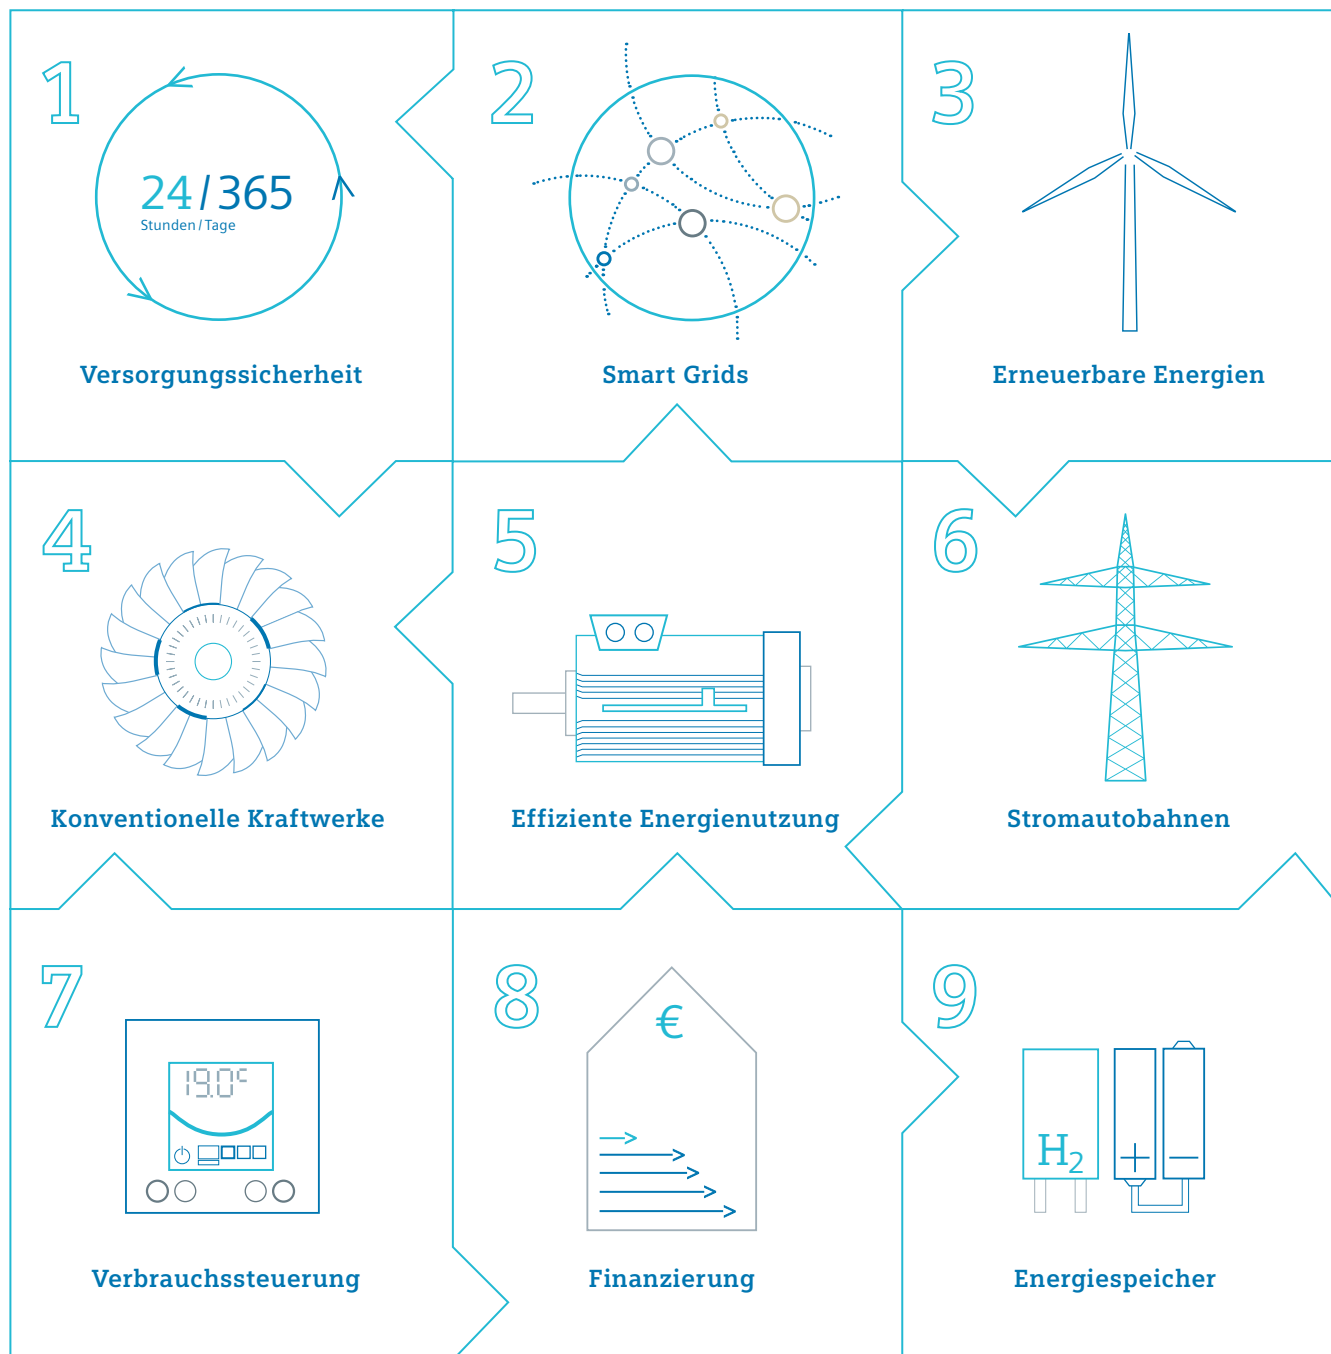 1
24/365
Stunden/Tage
Versorgungssicherheit
2
Smart Grids
3
Erneuerbare Energien
4
Konventionelle Kraftwerke
5
Effiziente Energienutzung
6
Stromautobahnen
7
19.0°C
Verbrauchssteuerung
8
€
Finanzierung
9
H₂
+ −
Energiespeicher